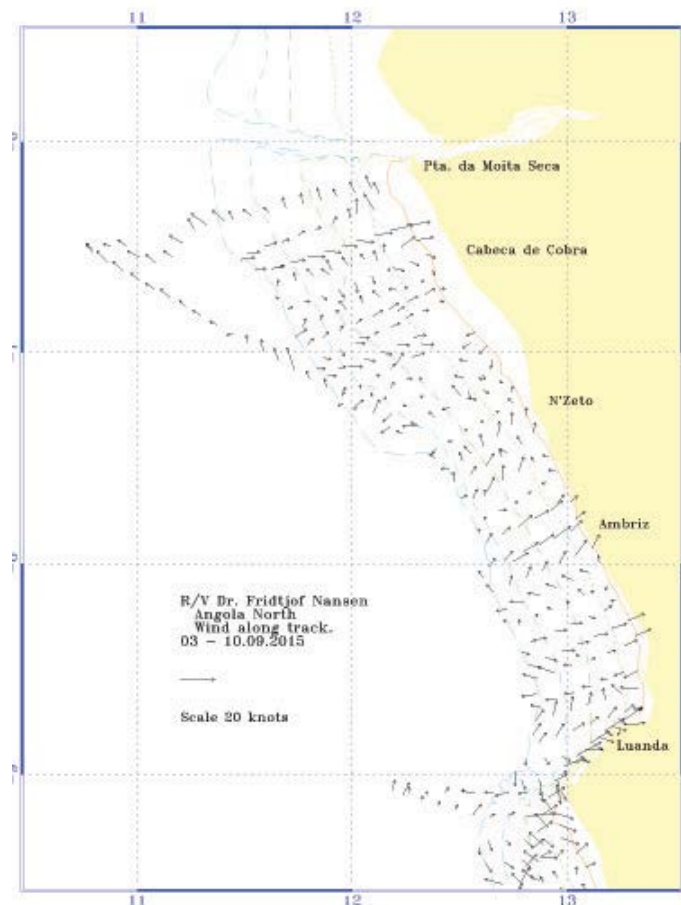 11 12 13
Pta. da Moita Seca
Cabeca de Cobra
N'Zeto
Ambriz
R/V Dr. Fridtjof Nansen
Angola North
Wind along track.
03 - 10.09.2015
Scale 20 knots
Luanda
11 12 13